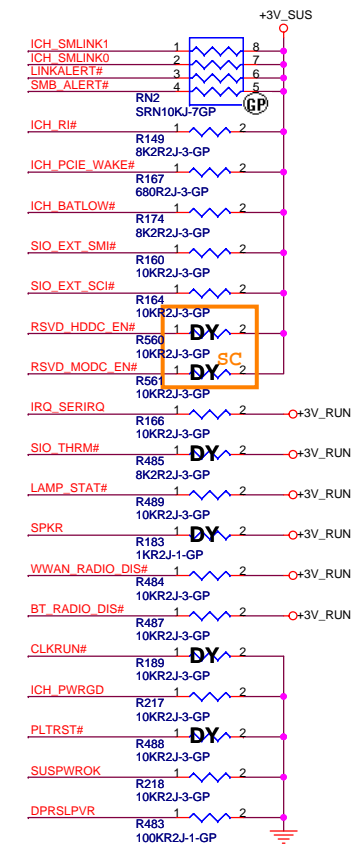 +3V_SUS
ICH_SMLINK1 1 8
ICH_SMLINK0 2 7
LINKALERT# 3 6
SMB_ALERT# 4 5
RN2
SRN10KJ-7GP
GP
ICH_RI# 1 2
R149
8K2R2J-3-GP
ICH_PCIE_WAKE# 1 2
R167
680R2J-3-GP
ICH_BATLOW# 1 2
R174
8K2R2J-3-GP
SIO_EXT_SMI# 1 2
R160
10KR2J-3-GP
SIO_EXT_SCI# 1 2
R164
10KR2J-3-GP
RSVD_HDDC_EN# 1 DY 2
R560
10KR2J-3-GP
SC
RSVD_MODC_EN# 1 DY 2
R561
10KR2J-3-GP
IRQ_SERIRQ 1 2 +3V_RUN
R166
10KR2J-3-GP
SIO_THRM# 1 DY 2 +3V_RUN
R485
8K2R2J-3-GP
LAMP_STAT# 1 2 +3V_RUN
R489
10KR2J-3-GP
SPKR 1 DY 2 +3V_RUN
R183
1KR2J-1-GP
WWAN_RADIO_DIS# 1 2 +3V_RUN
R484
10KR2J-3-GP
BT_RADIO_DIS# 1 2 +3V_RUN
R487
10KR2J-3-GP
CLKRUN# 1 DY 2
R189
10KR2J-3-GP
ICH_PWRGD 1 2
R217
10KR2J-3-GP
PLTRST# 1 DY 2
R488
10KR2J-3-GP
SUSPWROK 1 2
R218
10KR2J-3-GP
DPRSLPVR 1 2
R483
100KR2J-1-GP